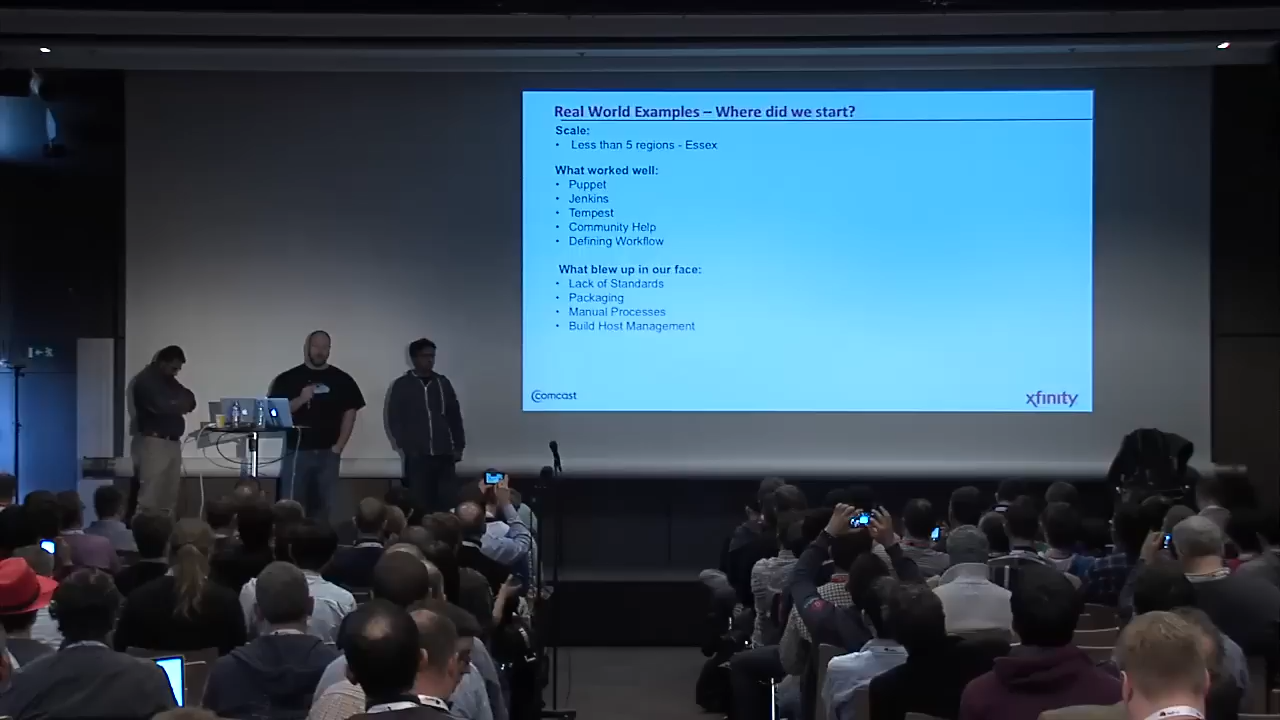 Real World Examples – Where did we start?
Scale:
• Less than 5 regions - Essex
What worked well:
• Puppet
• Jenkins
• Tempest
• Community Help
• Defining Workflow
What blew up in our face:
• Lack of Standards
• Packaging
• Manual Processes
• Build Host Management
comcast
xfinity